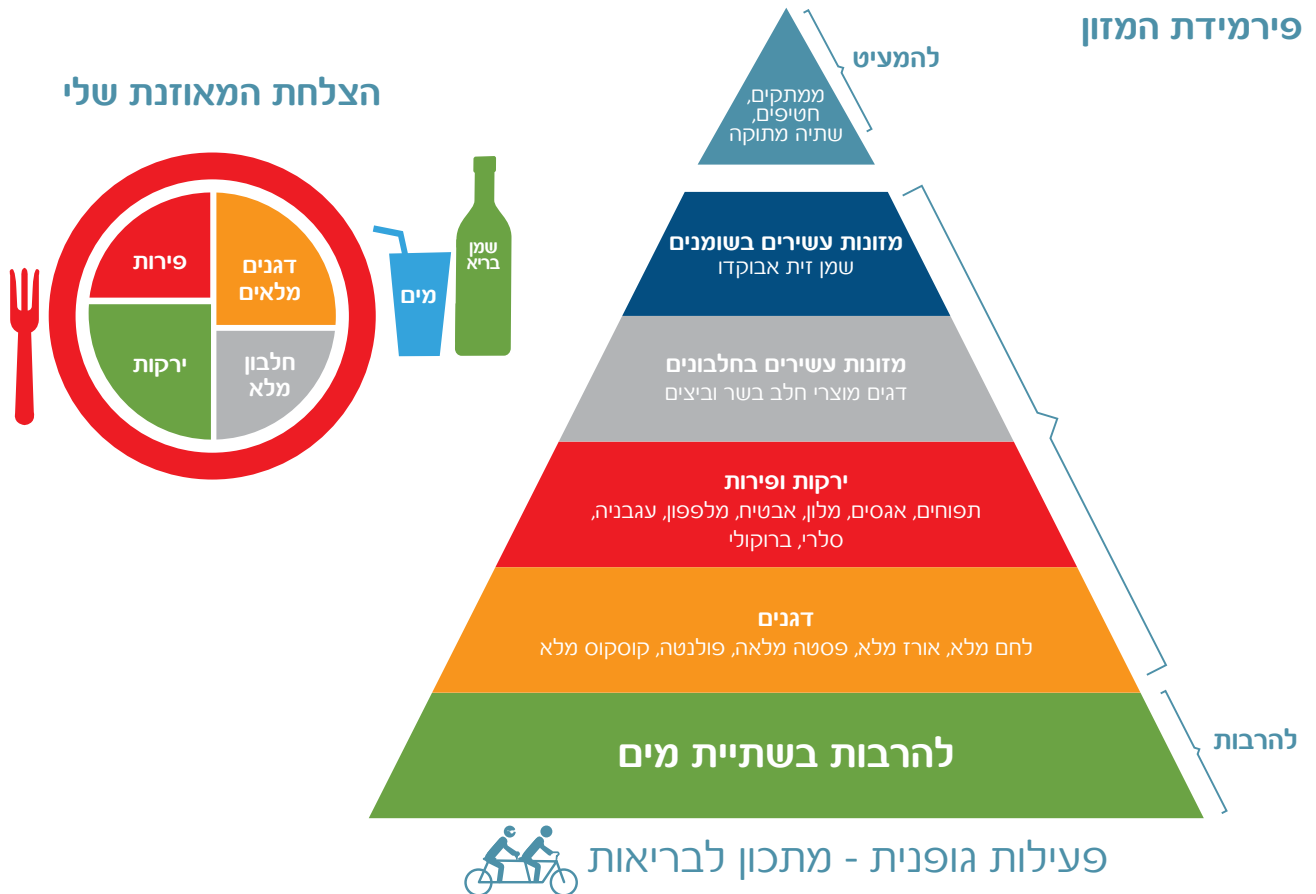 פירמידת המזון
להמעיט
ממתקים,
חטיפים,
שתיה מתוקה
מזונות עשירים בשומנים
שמן זית אבוקדו
מזונות עשירים בחלבונים
דגים מוצרי חלב בשר וביצים
ירקות ופירות
תפוחים, אגסים, מלון, אבטיח, מלפפון, עגבניה,
סלרי, ברוקולי
דגנים
לחם מלא, אורז מלא, פסטה מלאה, פולנטה, קוסקוס מלא
להרבות
להרבות בשתיית מים
פעילות גופנית - מתכון לבריאות
הצלחת המאוזנת שלי
שמן
בריא
מים
דגנים
מלאים
פירות
חלבון
מלא
ירקות